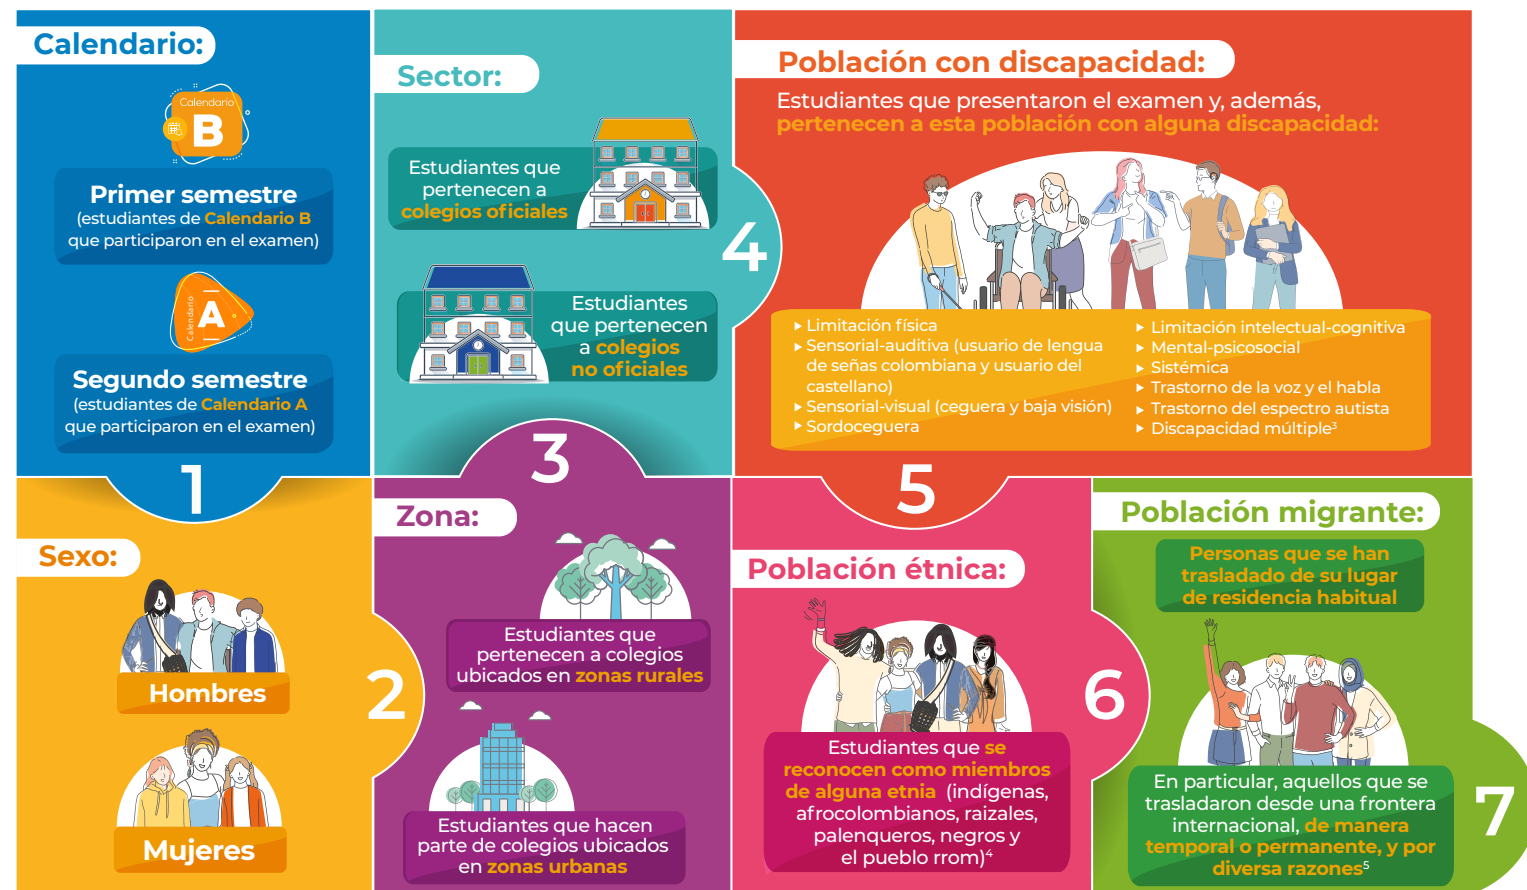 Calendario:
Calendario
B
Primer semestre
(estudiantes de Calendario B
que participaron en el examen)
Calendario
A
Segundo semestre
(estudiantes de Calendario A
que participaron en el examen)
1
Sexo:
Hombres
Mujeres
2
Zona:
Estudiantes que
pertenecen a colegios
ubicados en zonas rurales
Estudiantes que hacen
parte de colegios ubicados
en zonas urbanas
3
Sector:
Estudiantes que
pertenecen a
colegios oficiales
Estudiantes
que pertenecen
a colegios
no oficiales
4
Población con discapacidad:
Estudiantes que presentaron el examen y, además,
pertenecen a esta población con alguna discapacidad:
▸ Limitación física
▸ Sensorial-auditiva (usuario de lengua
de señas colombiana y usuario del
castellano)
▸ Sensorial-visual (ceguera y baja visión)
▸ Sordoceguera
▸ Limitación intelectual-cognitiva
▸ Mental-psicosocial
▸ Sistémica
▸ Trastorno de la voz y el habla
▸ Trastorno del espectro autista
▸ Discapacidad múltiple³
5
Población étnica:
Estudiantes que se
reconocen como miembros
de alguna etnia (indígenas,
afrocolombianos, raizales,
palenqueros, negros y
el pueblo rrom)⁴
6
Población migrante:
Personas que se han
trasladado de su lugar
de residencia habitual
En particular, aquellos que se
trasladaron desde una frontera
internacional, de manera
temporal o permanente, y por
diversa razones⁵
7